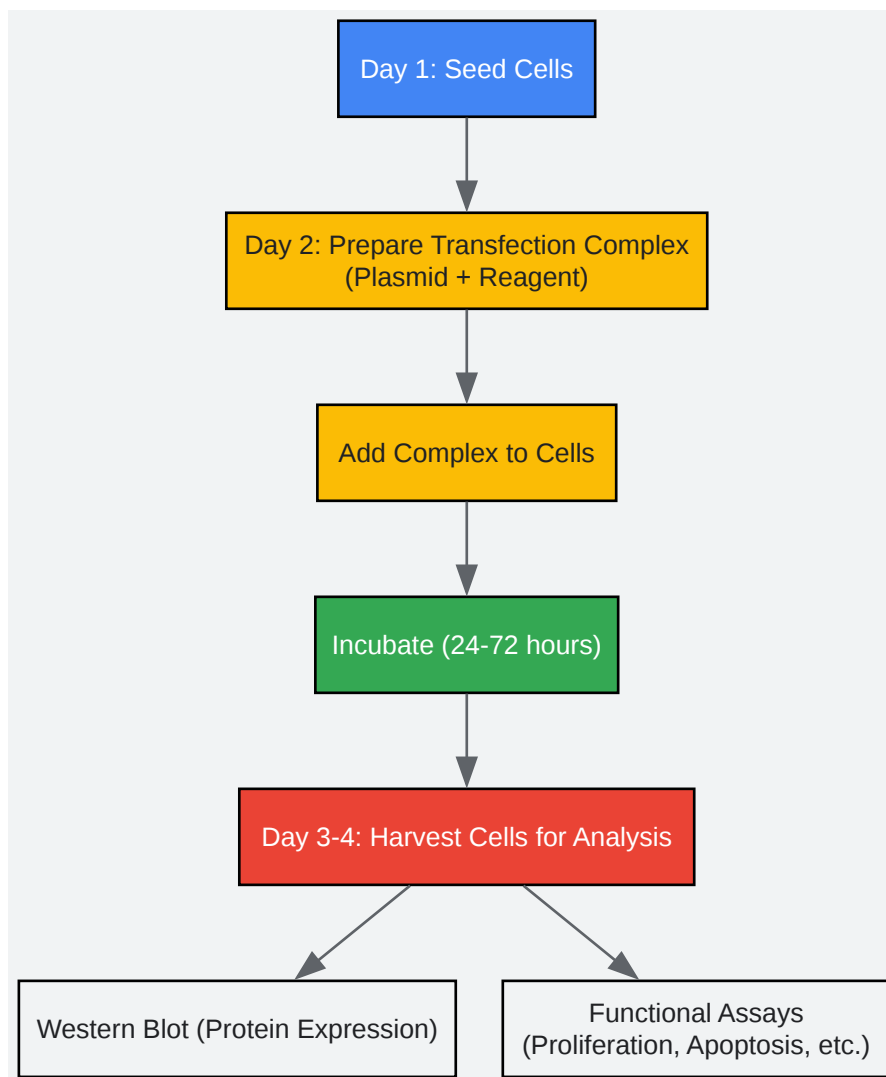 Day 1: Seed Cells
Day 2: Prepare Transfection Complex
(Plasmid + Reagent)
Add Complex to Cells
Incubate (24-72 hours)
Day 3-4: Harvest Cells for Analysis
Western Blot (Protein Expression)
Functional Assays
(Proliferation, Apoptosis, etc.)